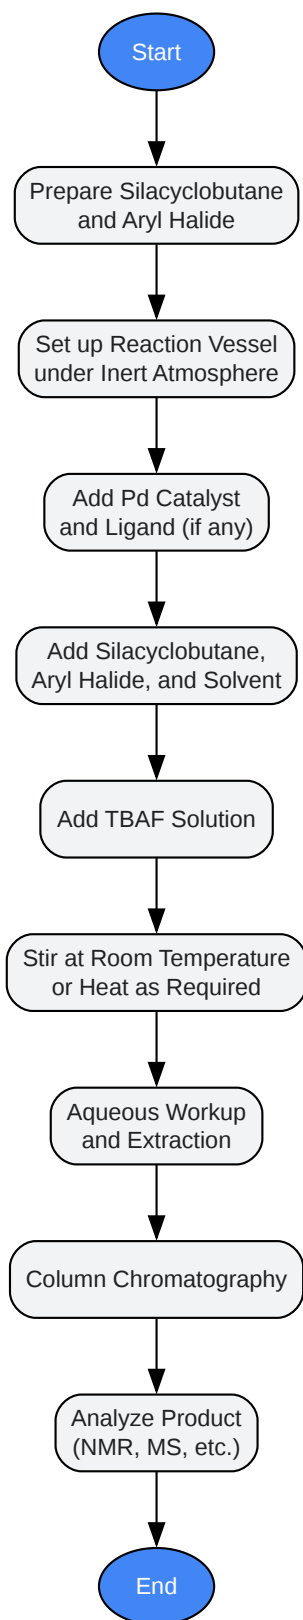 Start
Prepare Silacyclobutane
and Aryl Halide
Set up Reaction Vessel
under Inert Atmosphere
Add Pd Catalyst
and Ligand (if any)
Add Silacyclobutane,
Aryl Halide, and Solvent
Add TBAF Solution
Stir at Room Temperature
or Heat as Required
Aqueous Workup
and Extraction
Column Chromatography
Analyze Product
(NMR, MS, etc.)
End